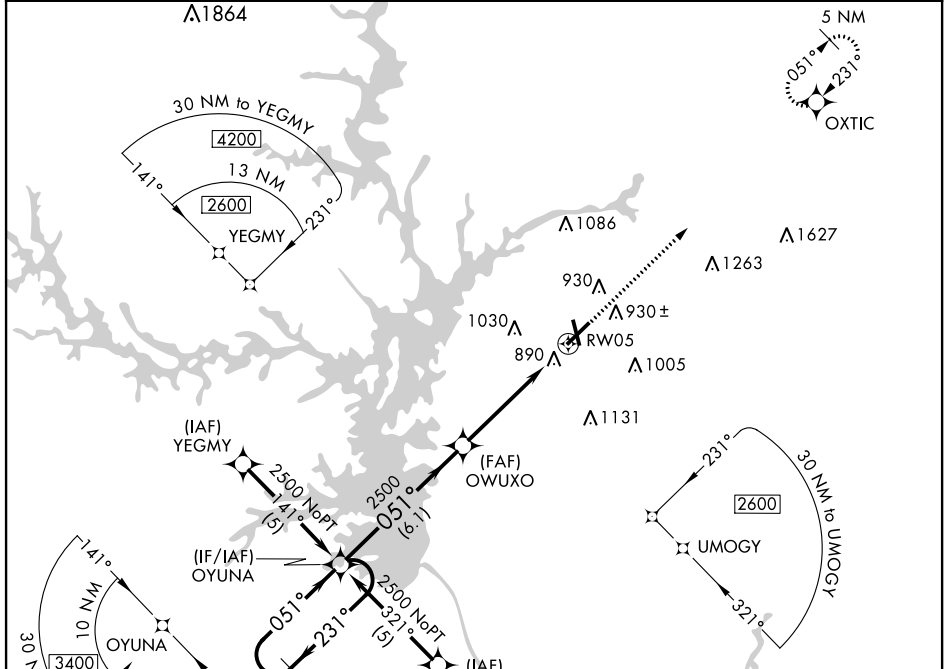 1864
5 NM
051°
231°
OXTIC
30 NM to YEGMY
4200
141°
13 NM
2600
231°
YEGMY
1086
1627
1263
930
930 ±
1030
RW05
890
1005
1131
(IAF)
YEGMY
2500 NoPT
141°
(5)
2500
051°
(6.1)
(FAF)
OWUXO
231°
30 NM to UMOGY
2600
UMOGY
321°
(IF/IAF)
OYUNA
2500 NoPT
321°
(5)
051°
231°
141°
10 NM
OYUNA
3400
30
(IAF)